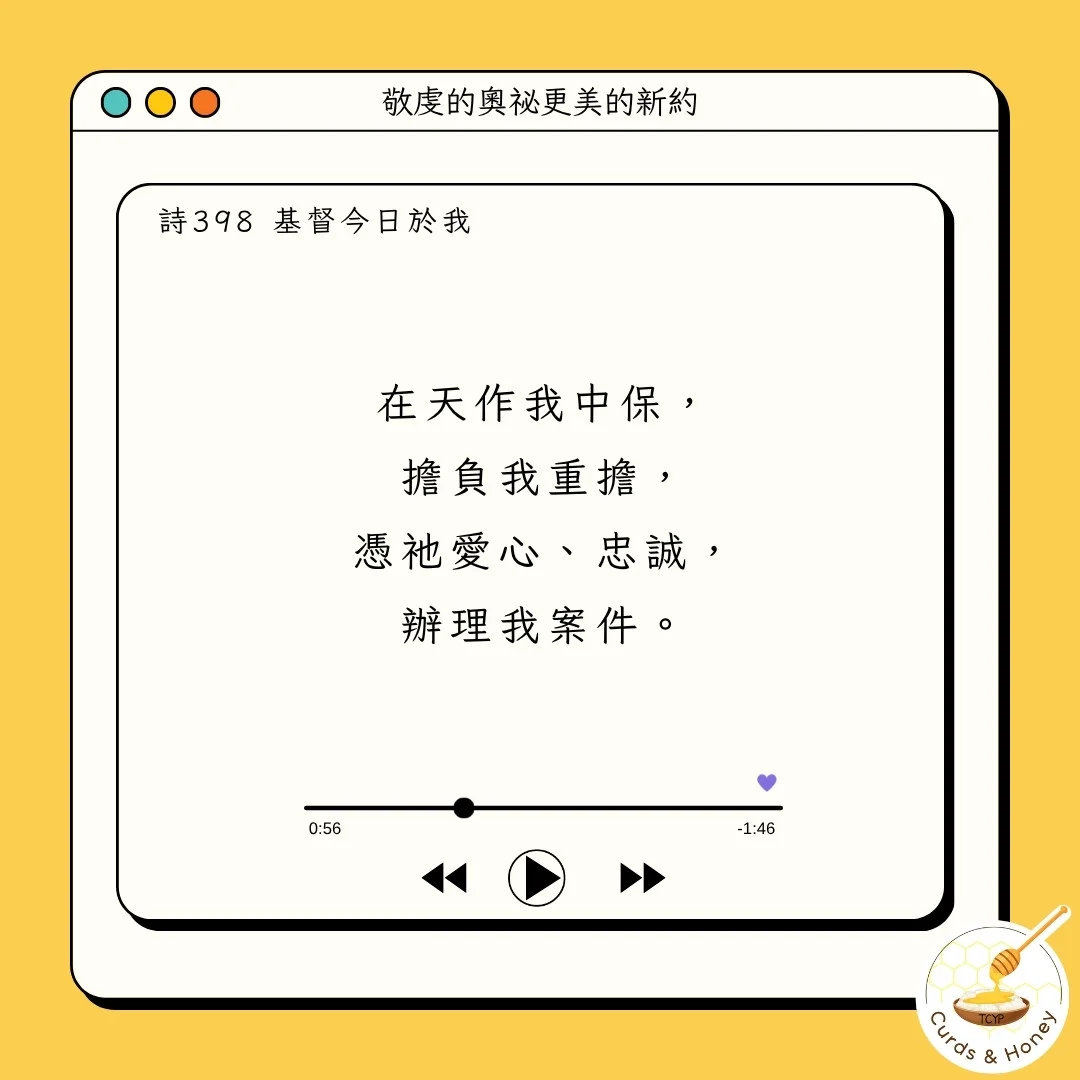 敬虔的奧祕更美的新約
詩398 基督今日於我
在天作我中保，
擔負我重擔，
憑祂愛心、忠誠，
辦理我案件。
0:56
-1:46
TCYP
Curds & Honey